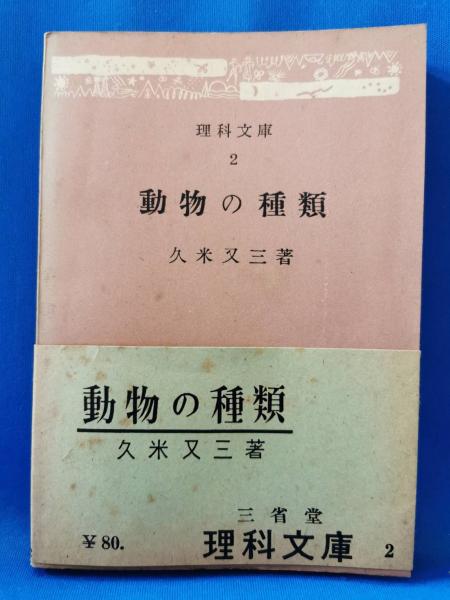 理科文庫
2
動物の種類
久米又三著
動物の種類
久米又三著
三省堂
¥80.
理科文庫 2